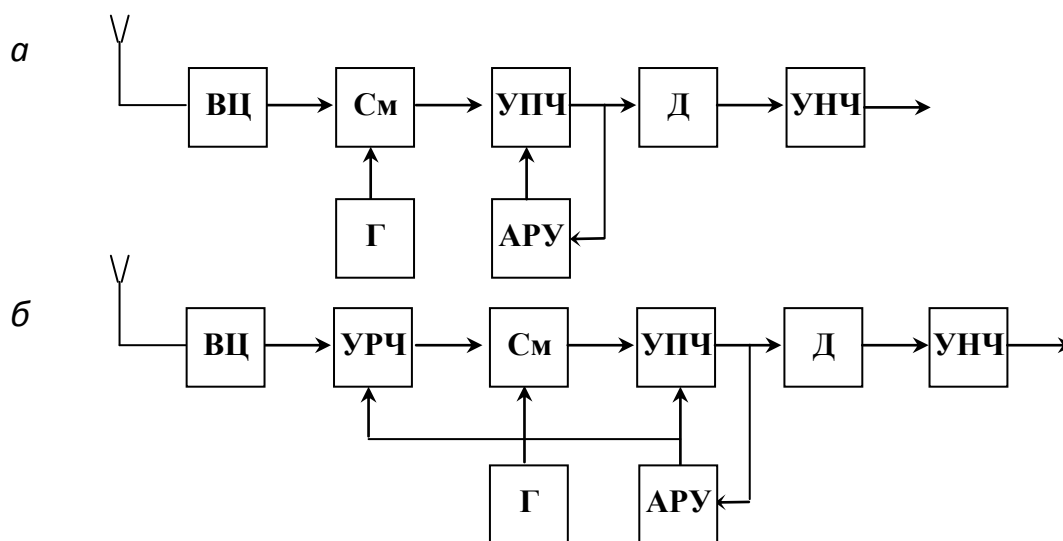 а
ВЦ См УПЧ Д УНЧ
Г АРУ
б
ВЦ УРЧ См УПЧ Д УНЧ
Г АРУ